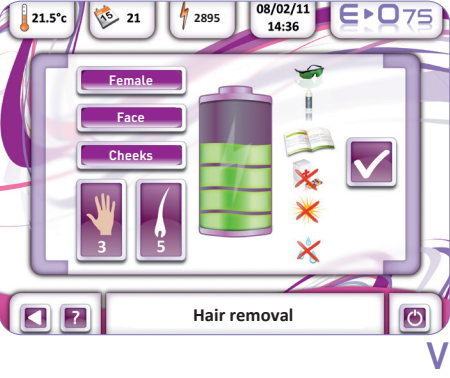 21.5°c
15
21
2895
08/02/11
14:36
E▸O75
Female
Face
Cheeks
3
5
?
Hair removal
V